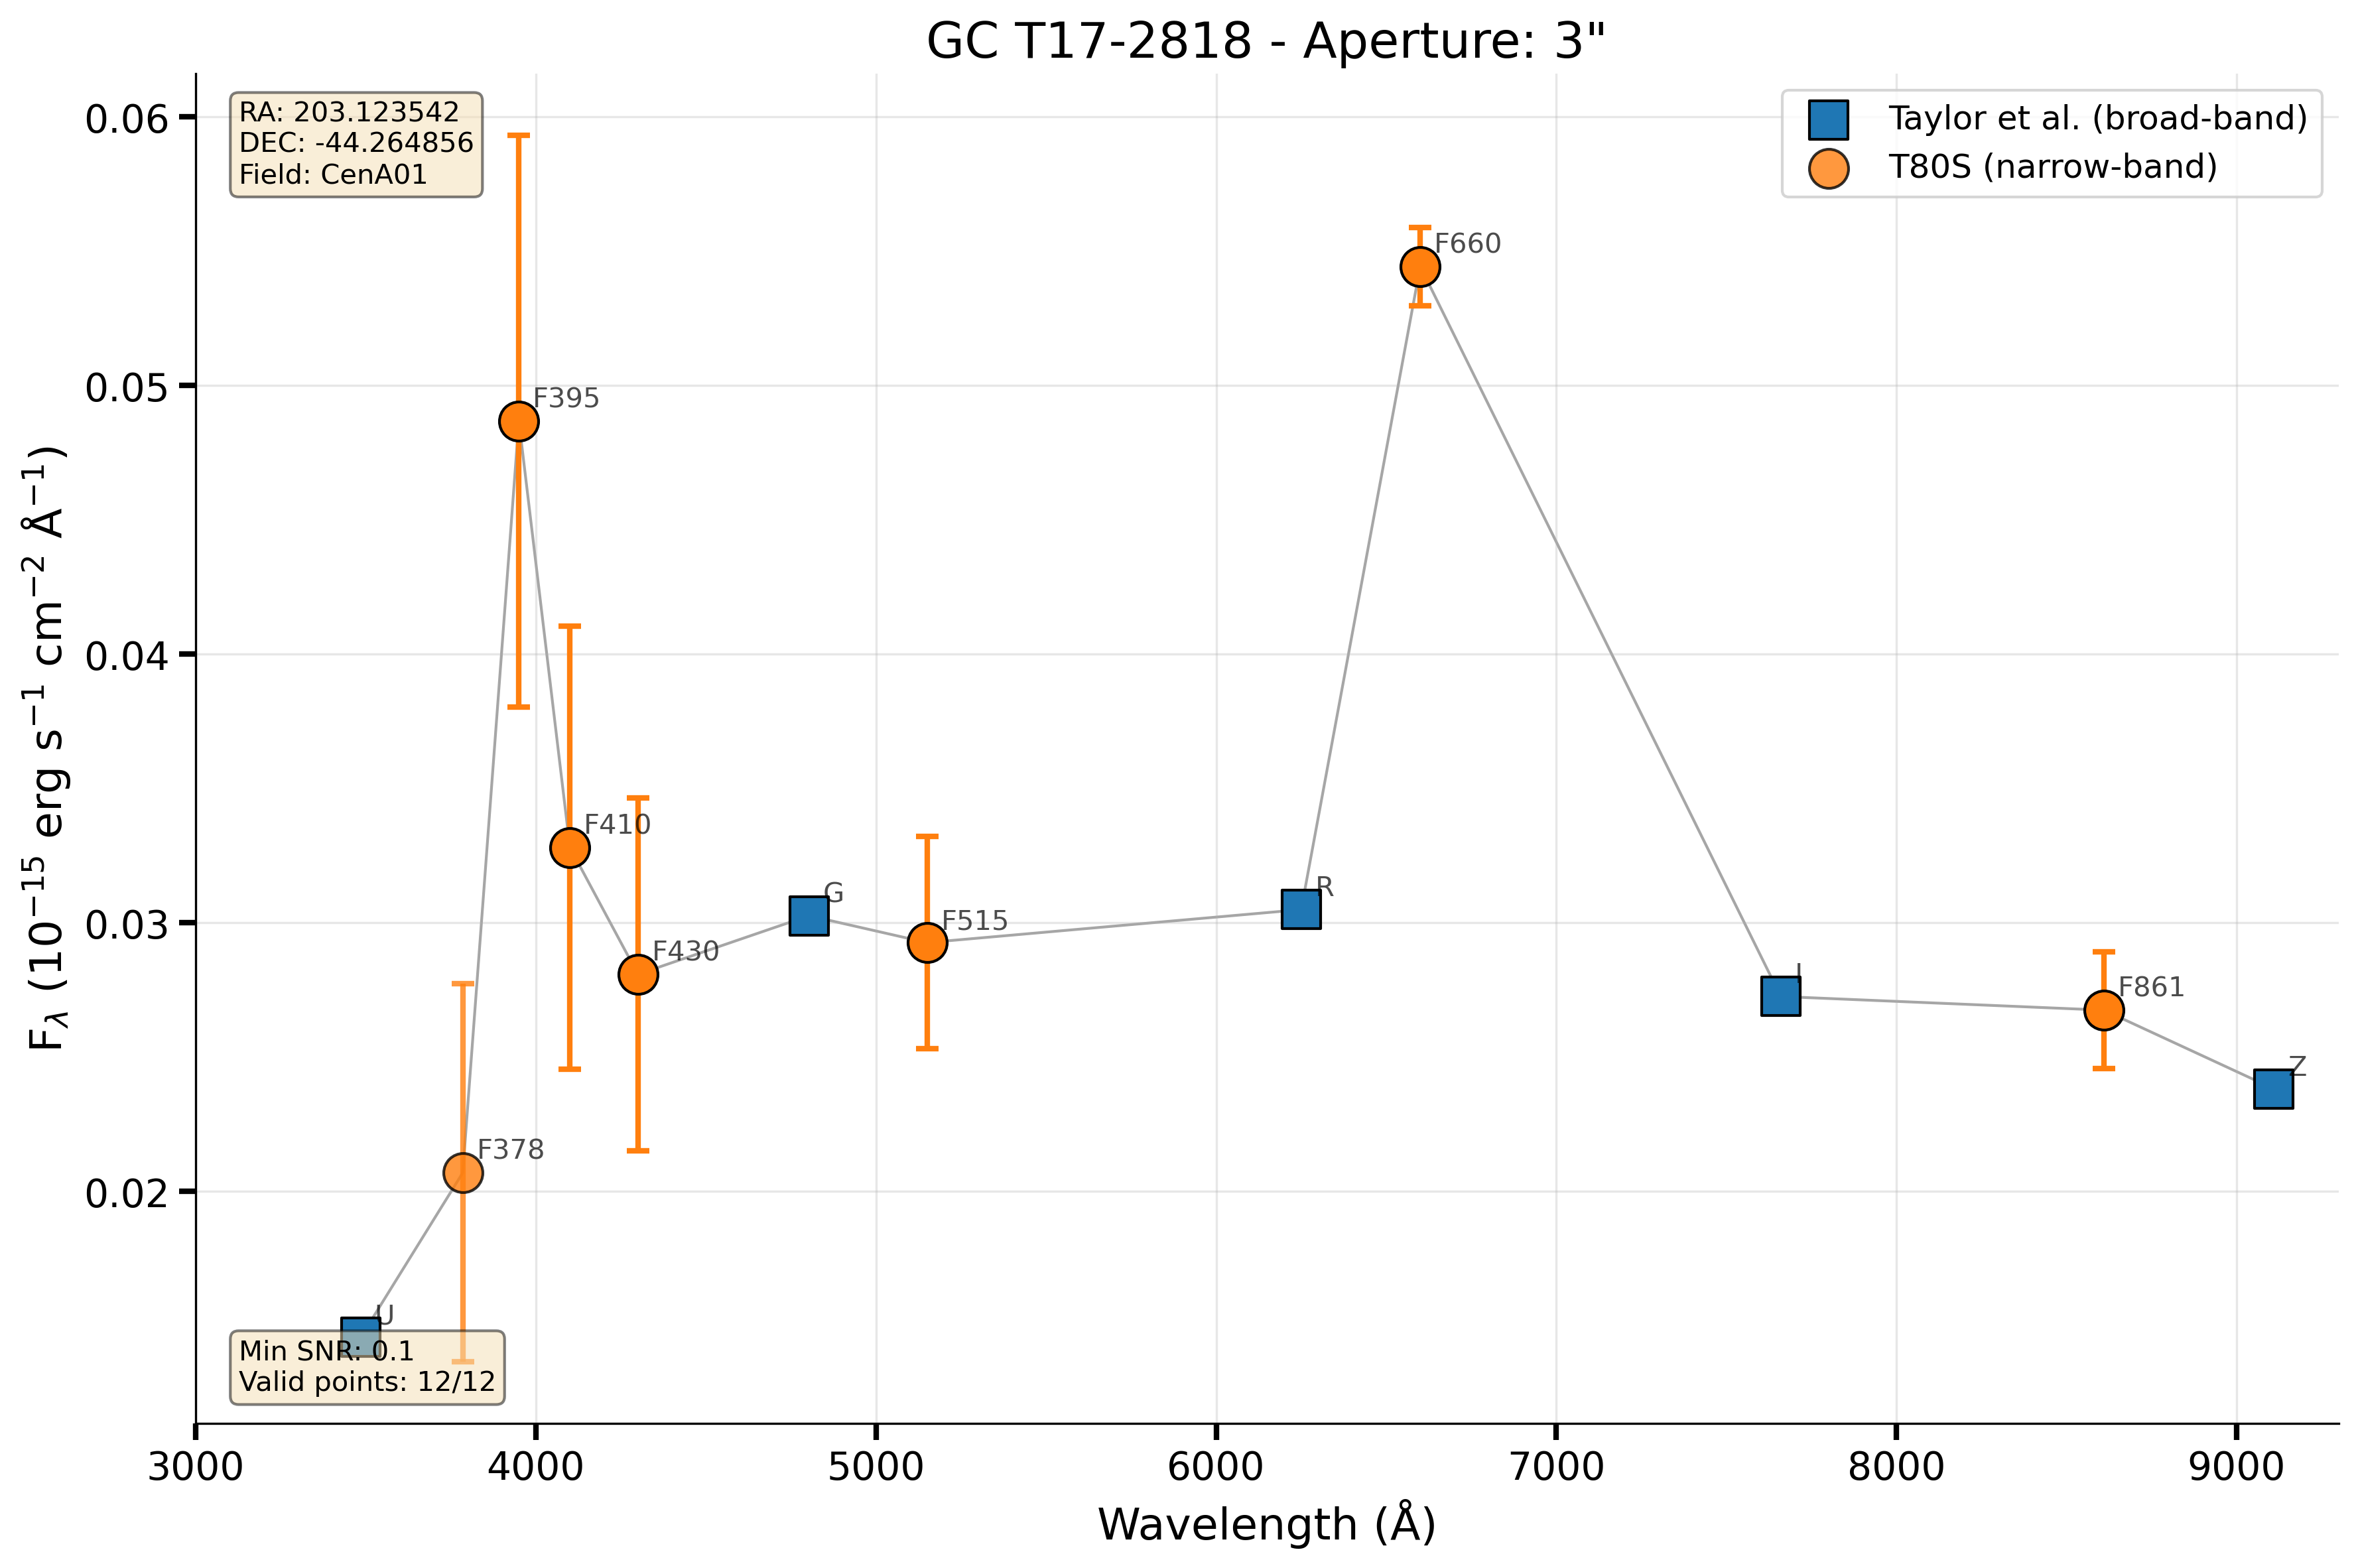 GC T17-2818 - Aperture: 3"
RA: 203.123542
DEC: -44.264856
Field: CenA01
Taylor et al. (broad-band)
T80S (narrow-band)
0.06
0.05
0.04
0.03
0.02
F$_λ$ (10$^{−15}$ erg s$^{−1}$ cm$^{−2}$ Å$^{−1}$)
F660
F395
F410
G
R
F430
F515
I
F861
Z
F378
U
Min SNR: 0.1
Valid points: 12/12
3000 4000 5000 6000 7000 8000 9000
Wavelength (Å)